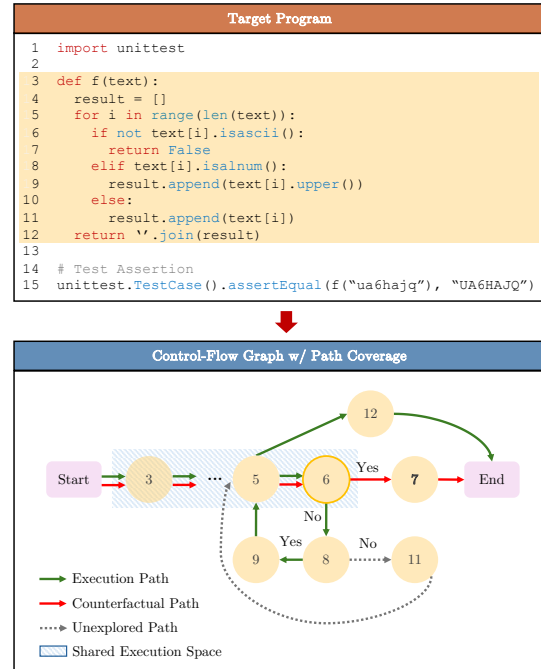 Target Program
1 import unittest
2
3 def f(text):
4   result = []
5   for i in range(len(text)):
6     if not text[i].isascii():
7       return False
8     elif text[i].isalnum():
9       result.append(text[i].upper())
10     else:
11       result.append(text[i])
12   return ‘’.join(result)
13
14 # Test Assertion
15 unittest.TestCase().assertEqual(f(“ua6hajq”), “UA6HAJQ”)
Control-Flow Graph w/ Path Coverage
12
Start 3 ... 5 6 Yes 7 End
No
9 Yes 8 No 11
Execution Path
Counterfactual Path
Unexplored Path
Shared Execution Space